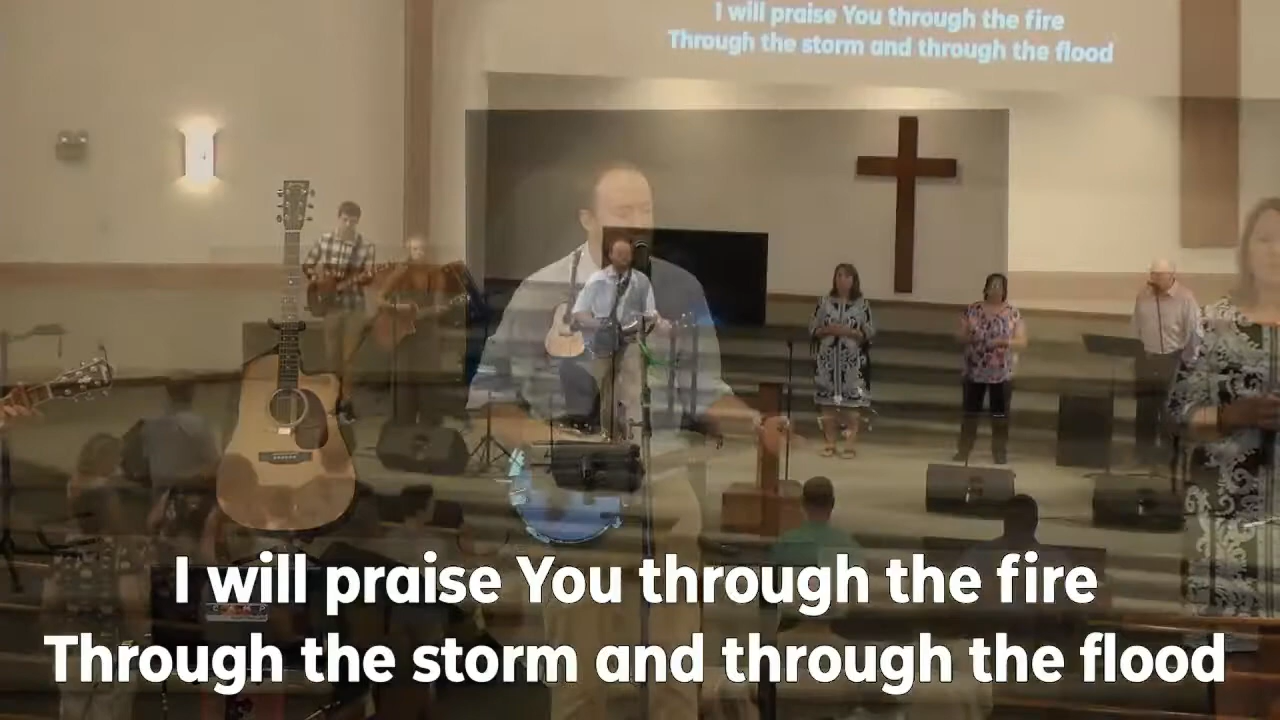 I will praise You through the fire
Through the storm and through the flood
I will praise You through the fire
Through the storm and through the flood